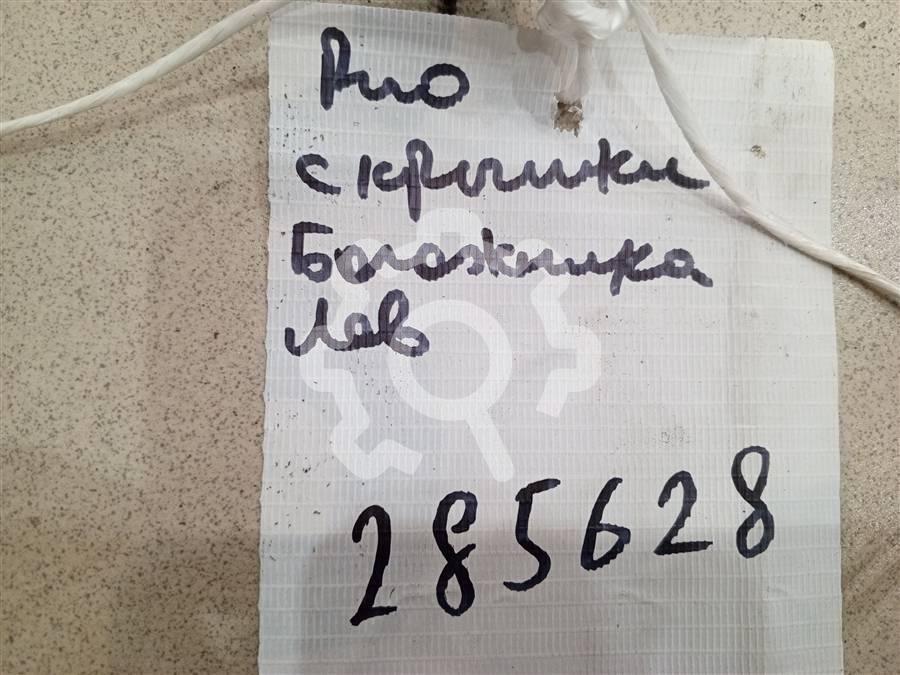 Рио
с крышки
Багажника
лев
285628